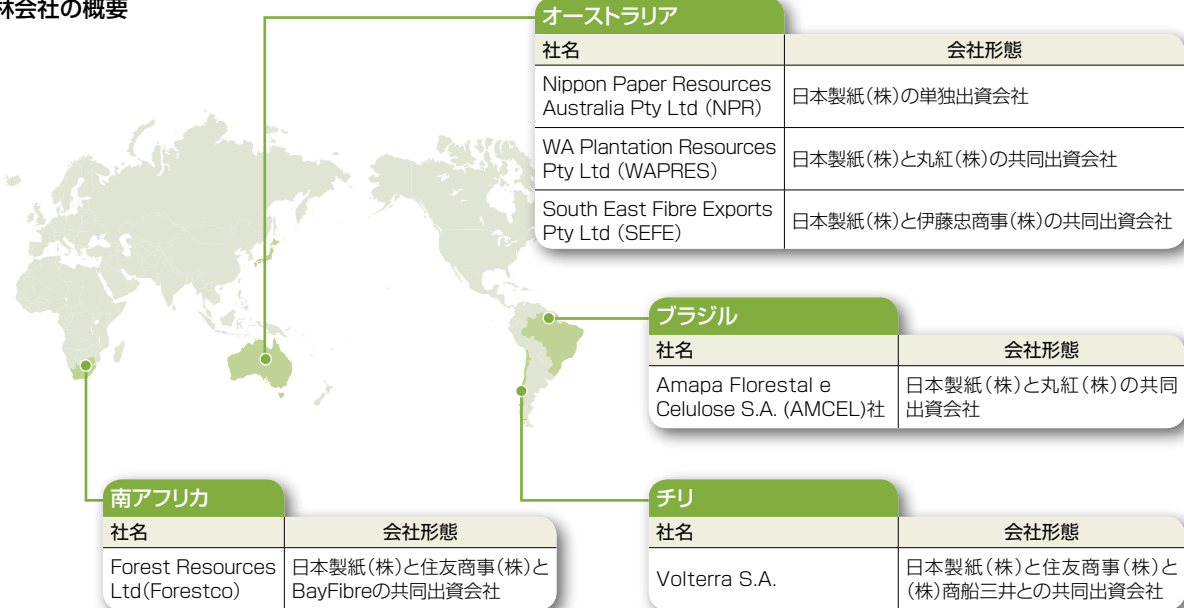 林会社の概要
オーストラリア
社名 会社形態
Nippon Paper Resources
Australia Pty Ltd (NPR)
日本製紙(株)の単独出資会社
WA Plantation Resources
Pty Ltd (WAPRES)
日本製紙(株)と丸紅(株)の共同出資会社
South East Fibre Exports
Pty Ltd (SEFE)
日本製紙(株)と伊藤忠商事(株)の共同出資会社
ブラジル
社名 会社形態
Amapa Florestal e
Celulose S.A. (AMCEL)社
日本製紙(株)と丸紅(株)の共同
出資会社
南アフリカ
社名 会社形態
Forest Resources
Ltd(Forestco)
日本製紙(株)と住友商事(株)と
BayFibreの共同出資会社
チリ
社名 会社形態
Volterra S.A.
日本製紙(株)と住友商事(株)と
(株)商船三井との共同出資会社